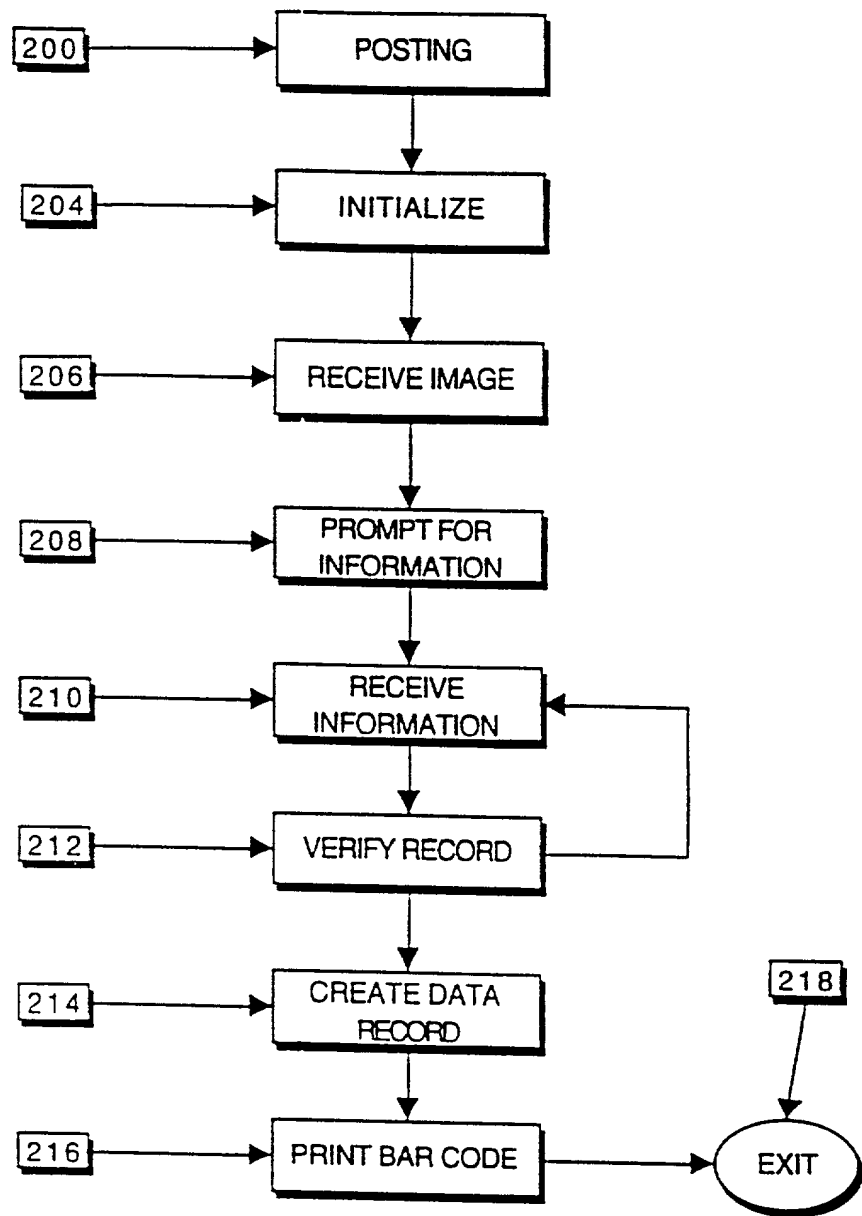 200
POSTING
204
INITIALIZE
206
RECEIVE IMAGE
208
PROMPT FOR
INFORMATION
210
RECEIVE
INFORMATION
212
VERIFY RECORD
214
CREATE DATA
RECORD
218
216
PRINT BAR CODE
EXIT